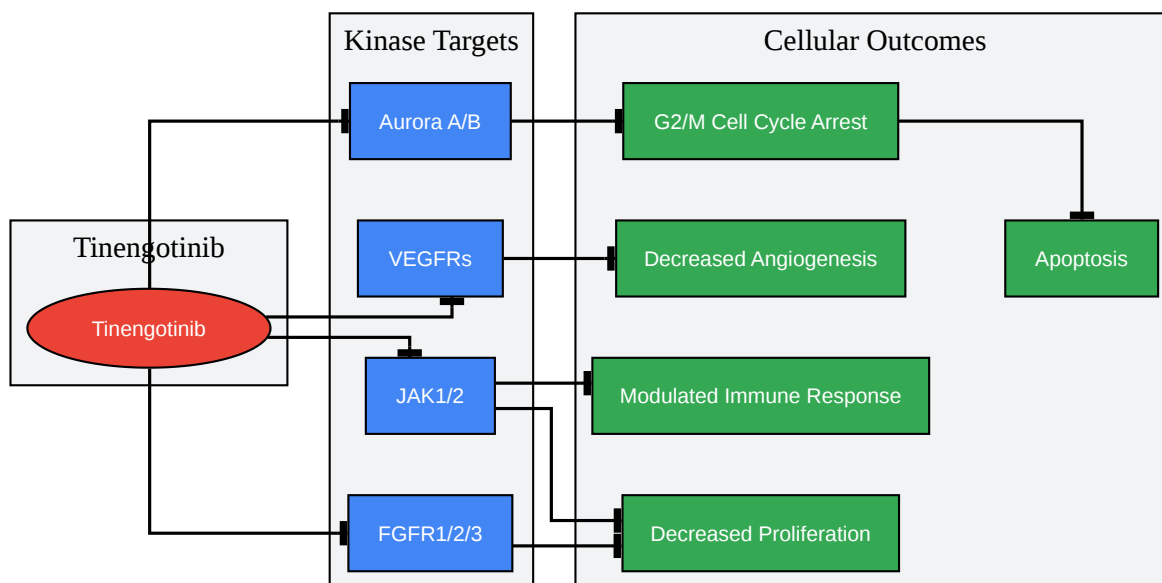 Kinase Targets
Cellular Outcomes
Aurora A/B
G2/M Cell Cycle Arrest
Tinengotinib
VEGFRs
Decreased Angiogenesis
Apoptosis
Tinengotinib
JAK1/2
Modulated Immune Response
FGFR1/2/3
Decreased Proliferation